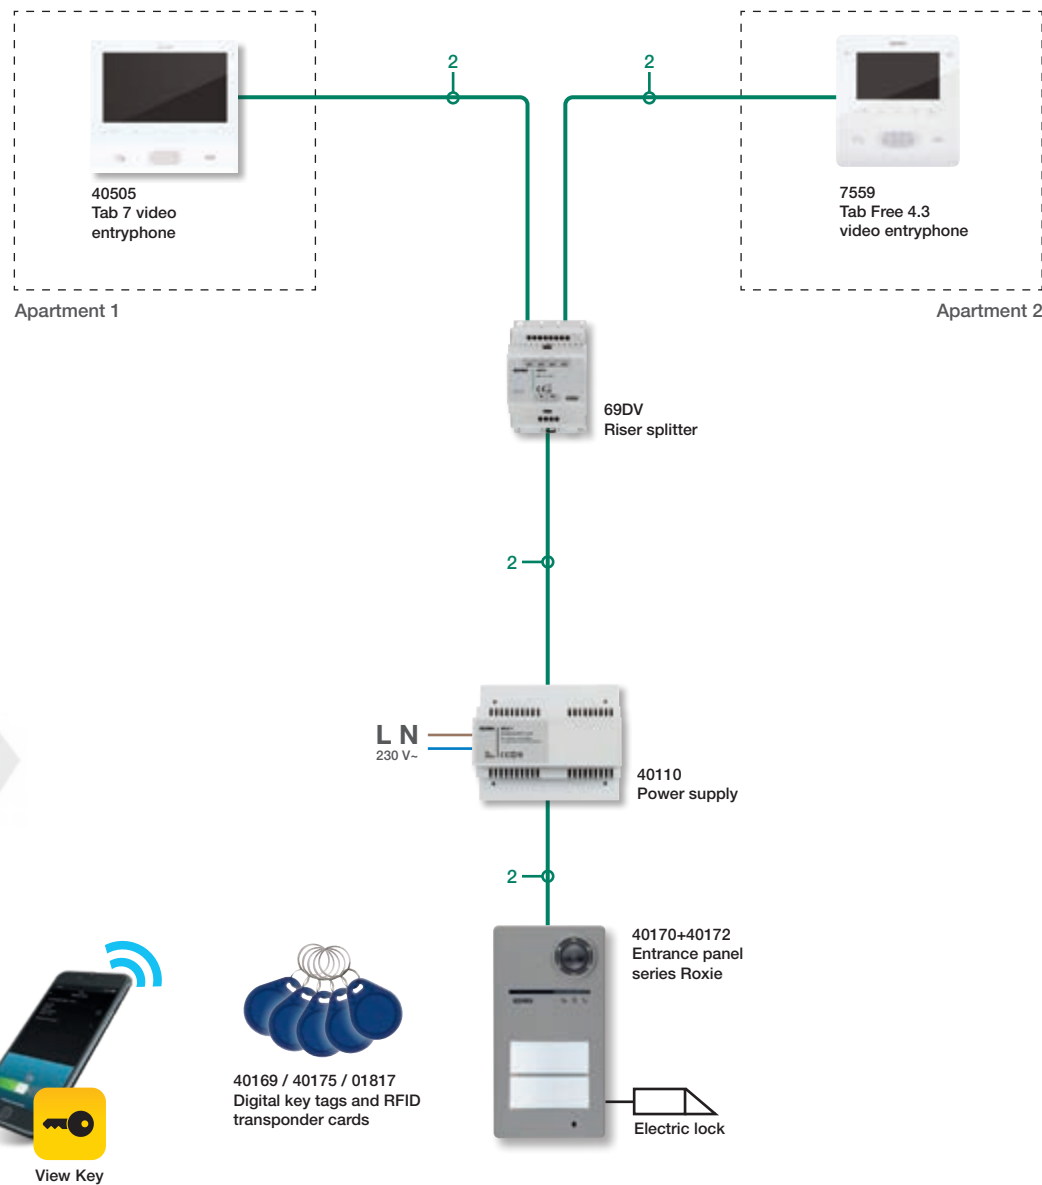 2
2
40505
Tab 7 video
entryphone
7559
Tab Free 4.3
video entryphone
Apartment 1
Apartment 2
69DV
Riser splitter
2
L N
230 V~
40110
Power supply
2
40170+40172
Entrance panel
series Roxie
40169 / 40175 / 01817
Digital key tags and RFID
transponder cards
Electric lock
View Key